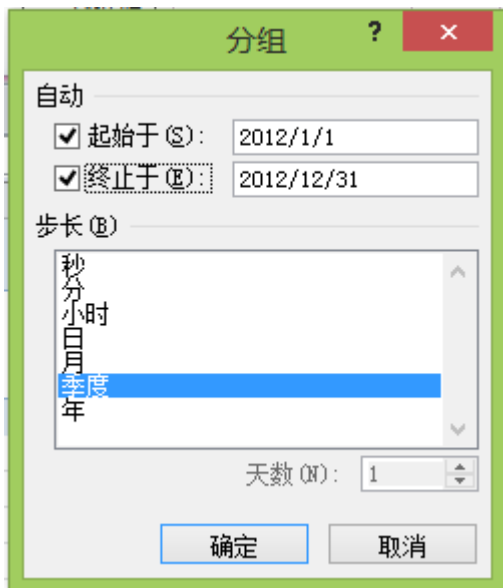 分组
?
×
自动
起始于(S): 2012/1/1
终止于(E): 2012/12/31
步长(B)
秒
分
小时
日
月
季度
年
天数(N): 1
确定 取消